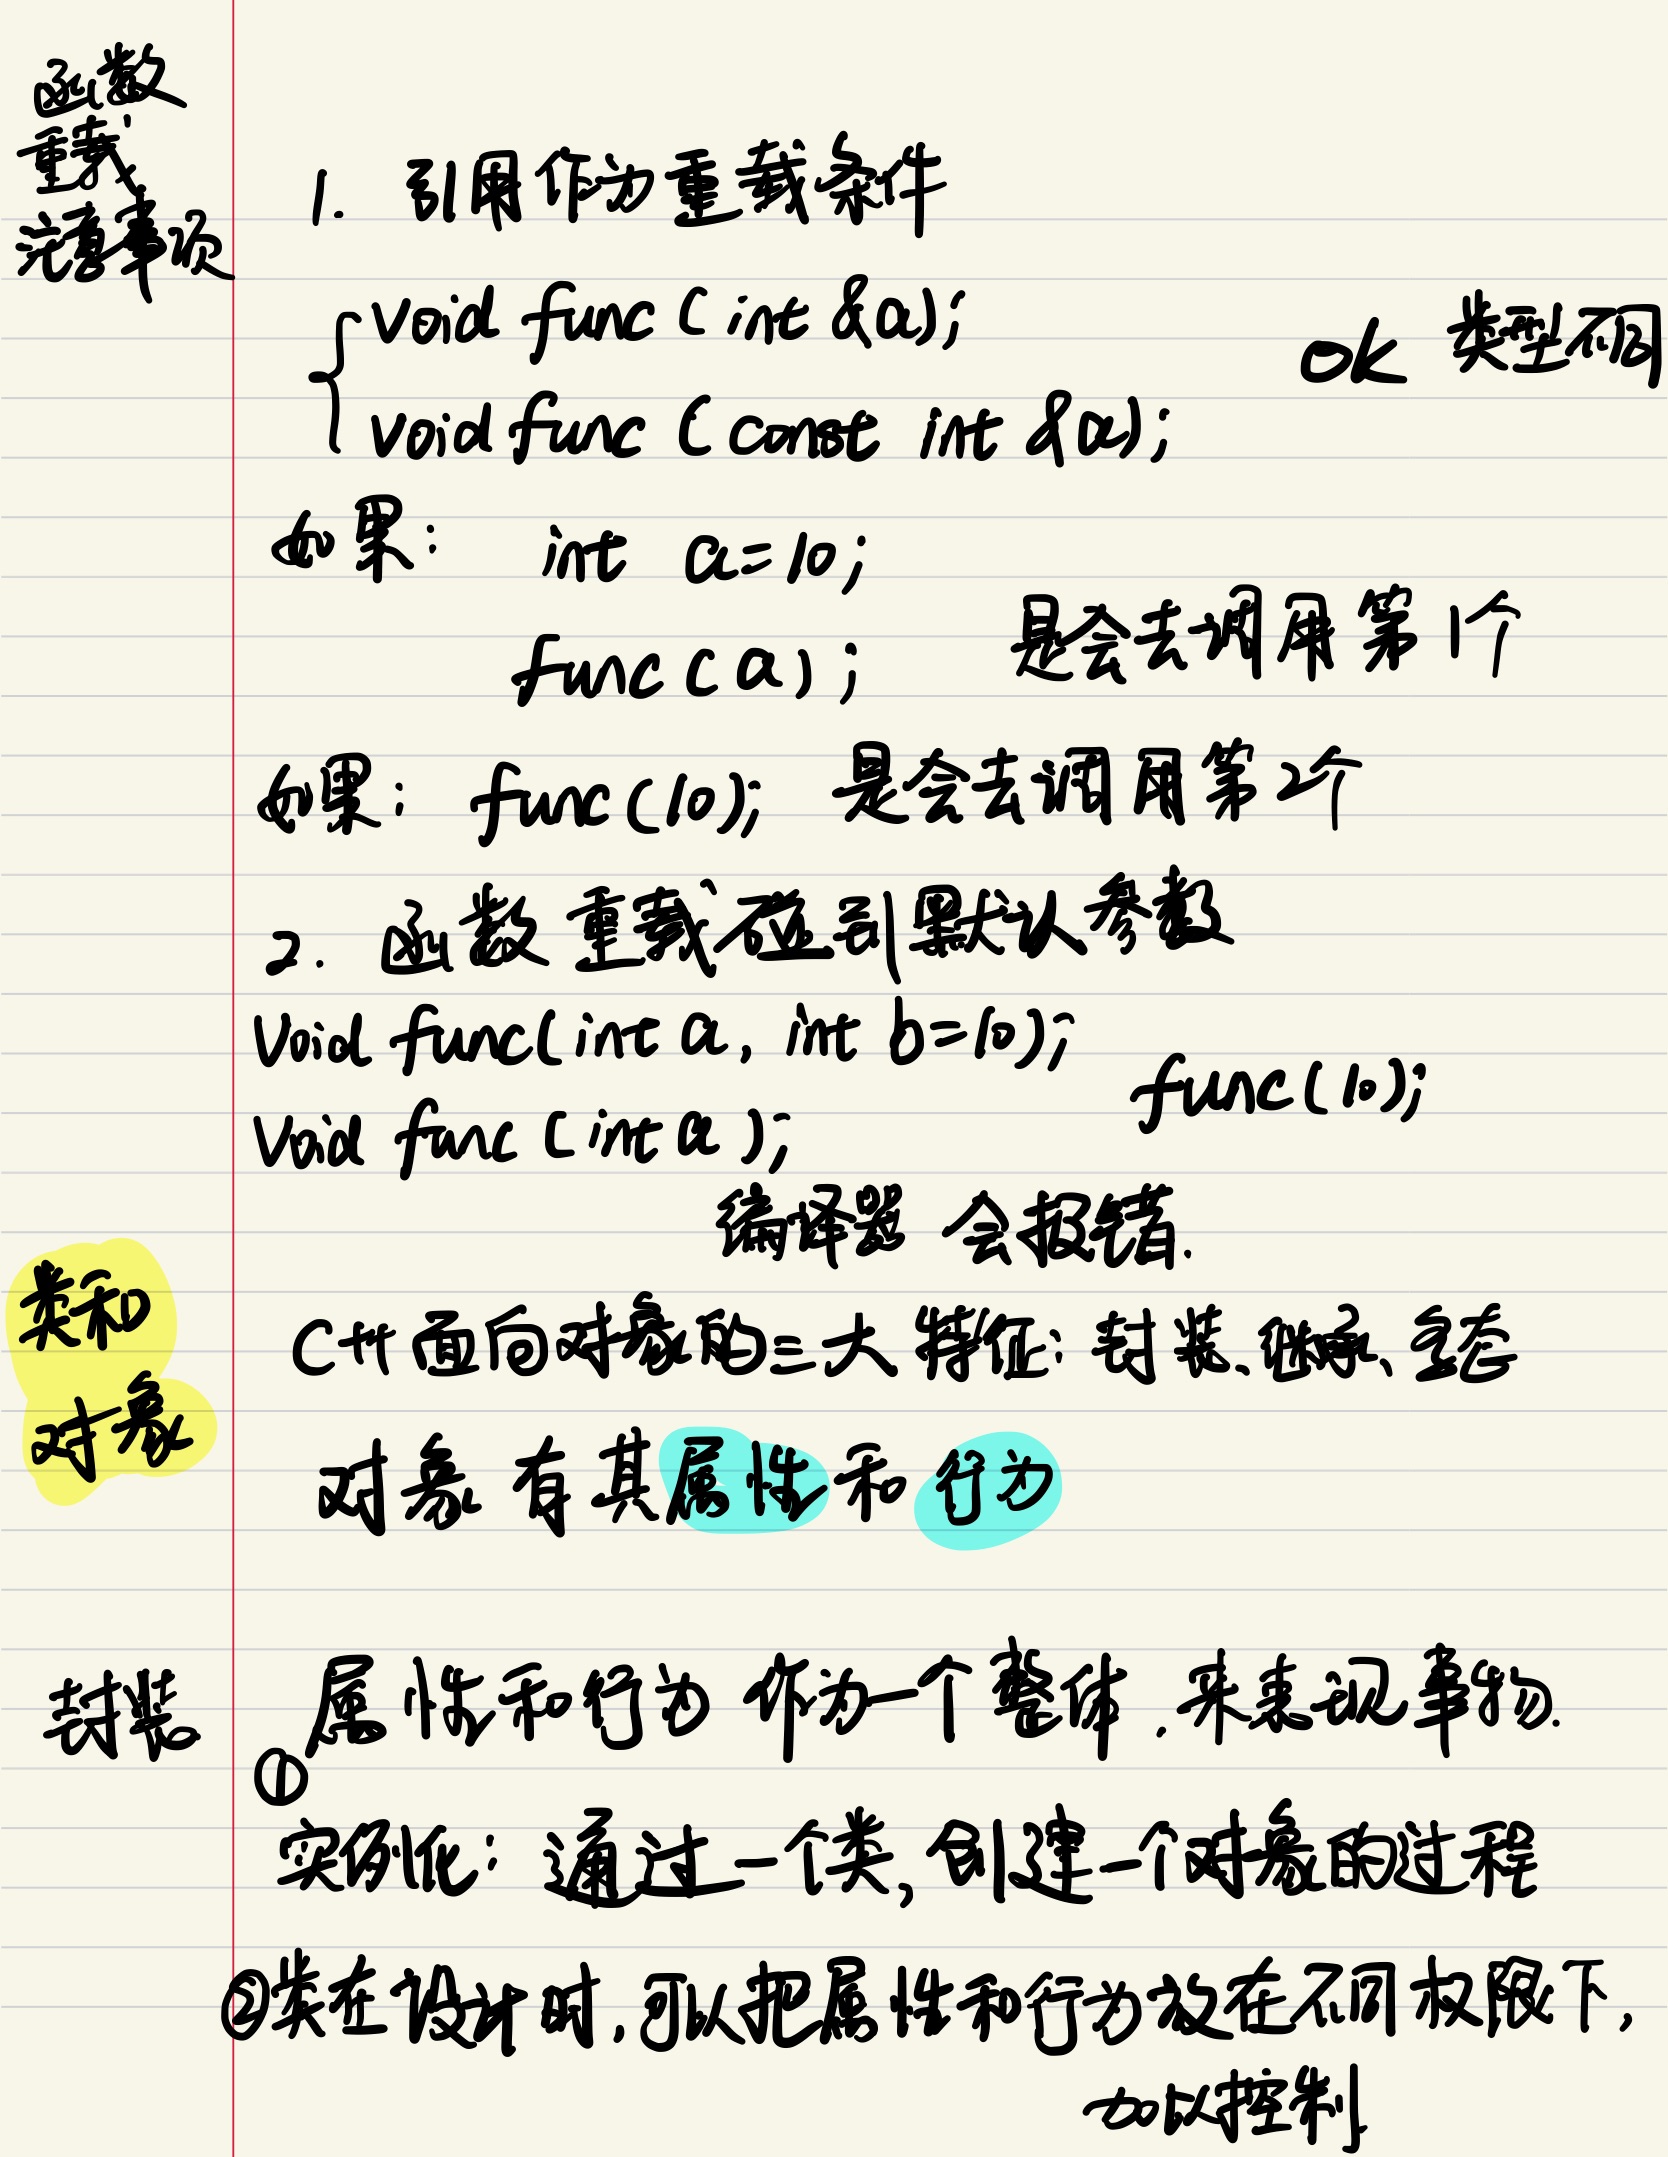 函数
重载
注意事项
1. 引用作为重载条件
void func (int &a);
ok 类型不同
void func (const int &a);
如果: int a=10;
func(a);
是会去调用第1个
如果: func(10); 是会去调用第2个
2. 函数重载碰到默认参数
Void func(int a, int b=10);
func(10);
Void func (int a);
编译器 会报错.
类和
对象
C++面向对象的三大特征: 封装、继承、多态
对象有其属性和行为
封装
属性和行为作为一个整体,来表现事物.
①
实例化: 通过一个类,创建一个对象的过程
②类在设计时,可以把属性和行为放在不同权限下,
加以控制